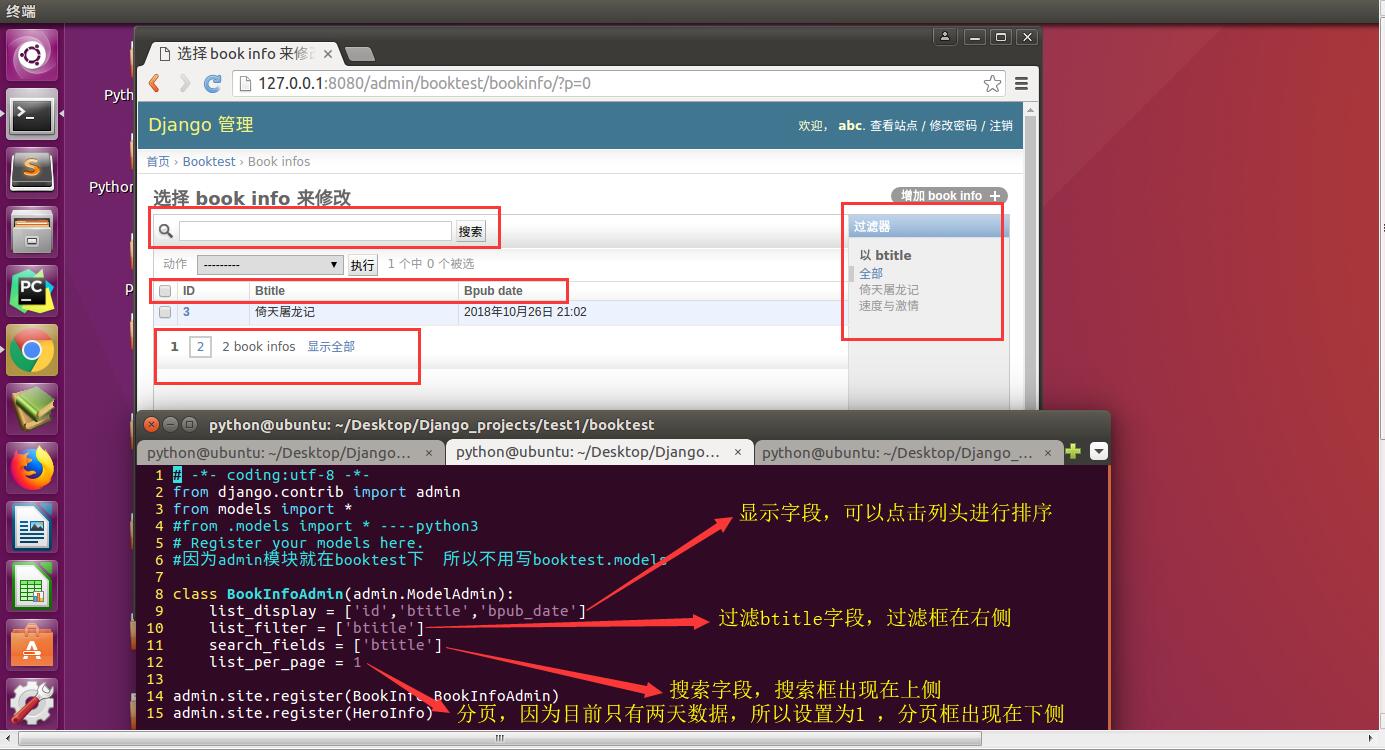 终端
Pyth
Python
P
选择 book info 来修改
127.0.0.1:8080/admin/booktest/bookinfo/?p=0
Django 管理
欢迎， abc. 查看站点 / 修改密码 / 注销
首页 › Booktest › Book infos
选择 book info 来修改
增加 book info +
搜索
过滤器
动作 --------- 执行 1 个中 0 个被选
以 btitle
全部
倚天屠龙记
速度与激情
ID Btitle Bpub date
3 倚天屠龙记 2018年10月26日 21:02
1 2 2 book infos 显示全部
python@ubuntu: ~/Desktop/Django_projects/test1/booktest
python@ubuntu: ~/Desktop/Django... × python@ubuntu: ~/Desktop/Django... × python@ubuntu: ~/Desktop/Django_... ×
1 # -*- coding:utf-8 -*-
2 from django.contrib import admin
3 from models import *
4 #from .models import * ----python3
5 # Register your models here.
6 #因为admin模块就在booktest下 所以不用写booktest.models
7
8 class BookInfoAdmin(admin.ModelAdmin):
9 list_display = ['id','btitle','bpub_date']
10 list_filter = ['btitle']
11 search_fields = ['btitle']
12 list_per_page = 1
13
14 admin.site.register(BookInfo,BookInfoAdmin)
15 admin.site.register(HeroInfo)
显示字段，可以点击列头进行排序
过滤btitle字段，过滤框在右侧
搜索字段，搜索框出现在上侧
分页，因为目前只有两天数据，所以设置为1 ，分页框出现在下侧